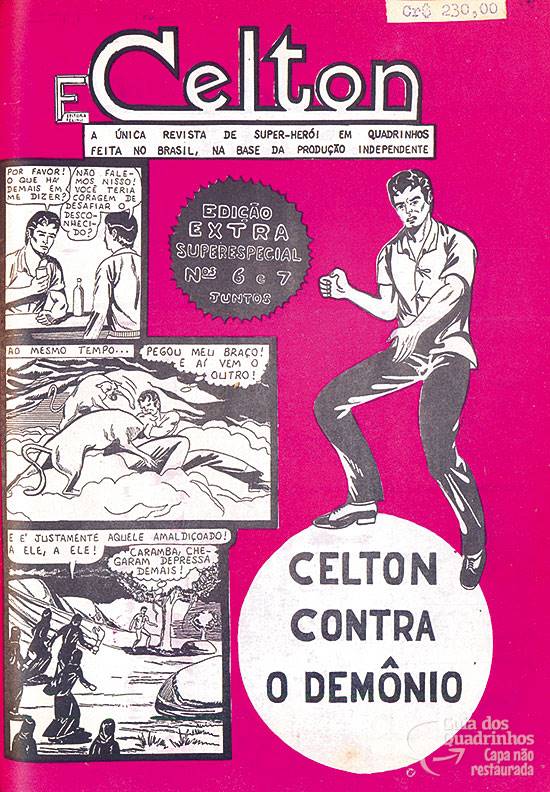 Cr$ 230,00
Celton
E
EDITORA
A ÚNICA REVISTA DE SUPER-HERÓI EM QUADRINHOS
FEITA NO BRASIL, NA BASE DA PRODUÇÃO INDEPENDENTE
POR FAVOR!
O QUE HÁ
DEMAIS EM
ME DIZER?
NÃO FALE-
MOS NISSO!
VOCÊ TERIA
CORAGEM DE
DESAFIAR O
DESCO-
NHECI-
DO?
EDIÇÃO
EXTRA
SUPERESPECIAL
Nos 6 e 7
JUNTOS
AO MESMO TEMPO...
PEGOU MEU BRAÇO!
E AÍ VEM O
OUTRO!
E E' JUSTAMENTE AQUELE AMALDIÇOADO!
A ELE, A ELE!
CARAMBA, CHE-
GARAM DEPRESSA
DEMAIS!
CELTON
CONTRA
O DEMÔNIO
Guia dos
Quadrinhos
Capa não
restaurada